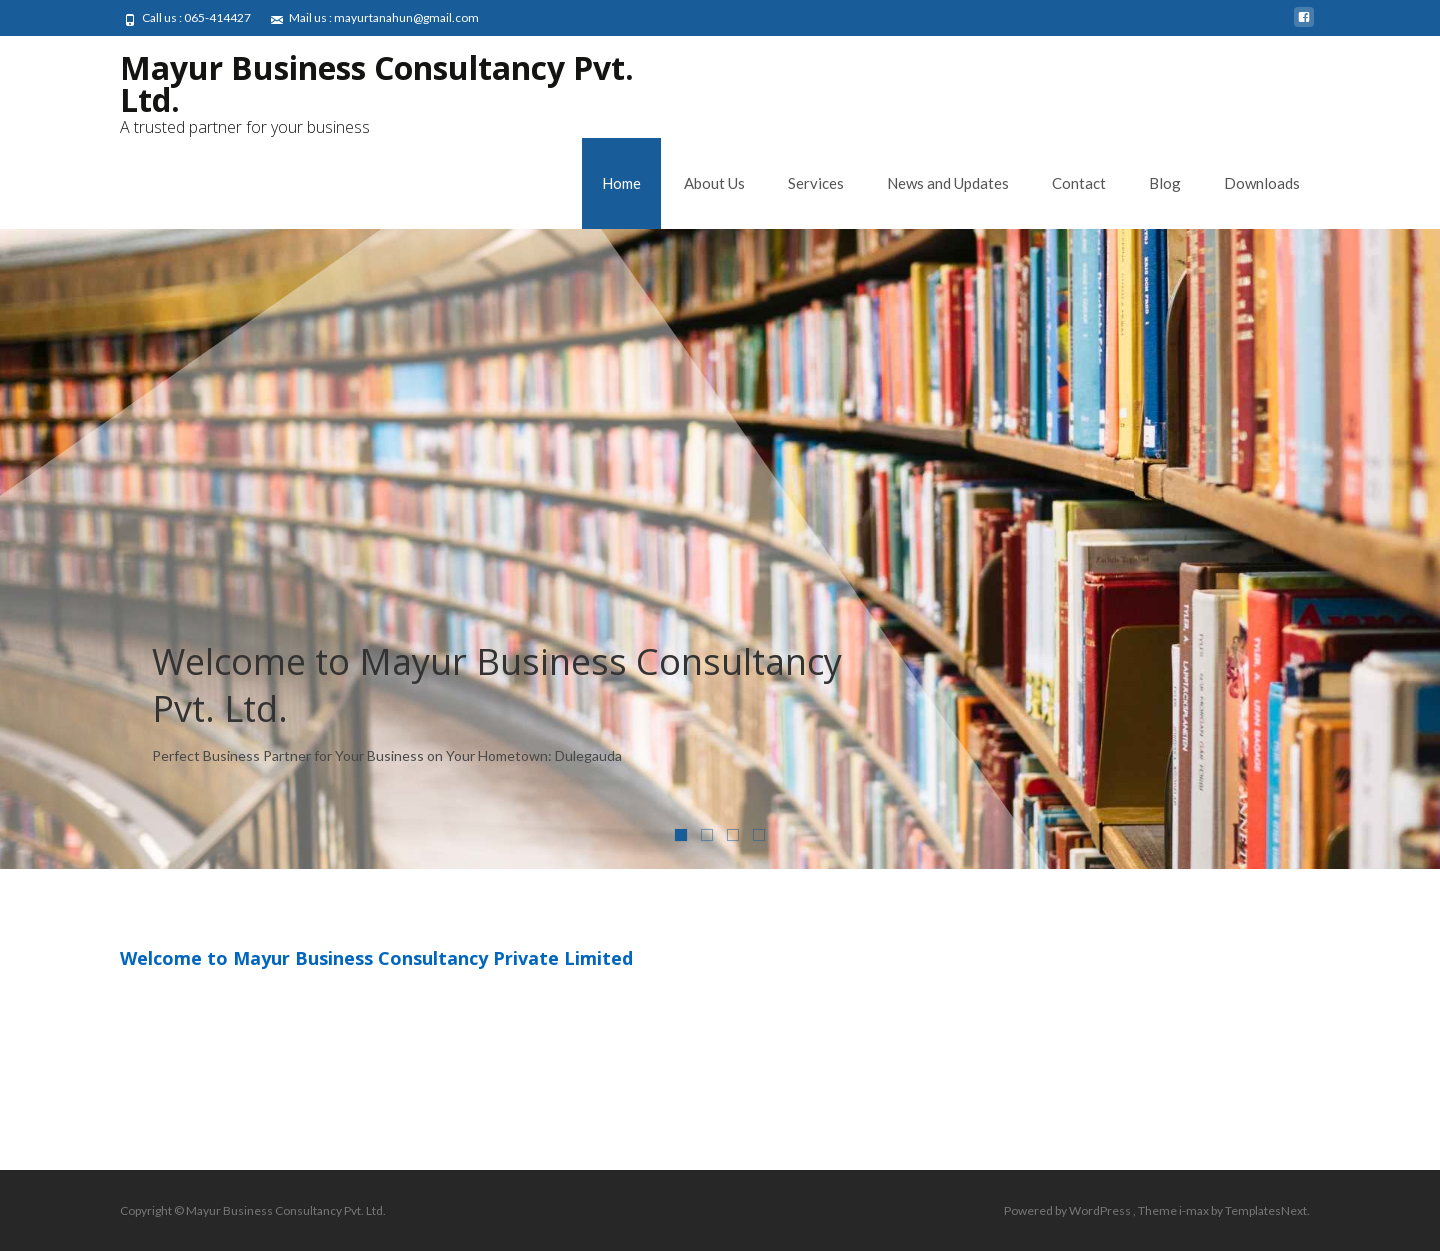 Call us : 065-414427
Mail us : mayurtanahun@gmail.com
Mayur Business Consultancy Pvt.
Ltd.
A trusted partner for your business
Home
About Us
Services
News and Updates
Contact
Blog
Downloads
Welcome to Mayur Business Consultancy
Pvt. Ltd.
Perfect Business Partner for Your Business on Your Hometown: Dulegauda
Welcome to Mayur Business Consultancy Private Limited
Copyright © Mayur Business Consultancy Pvt. Ltd.
Powered by WordPress , Theme i-max by TemplatesNext.